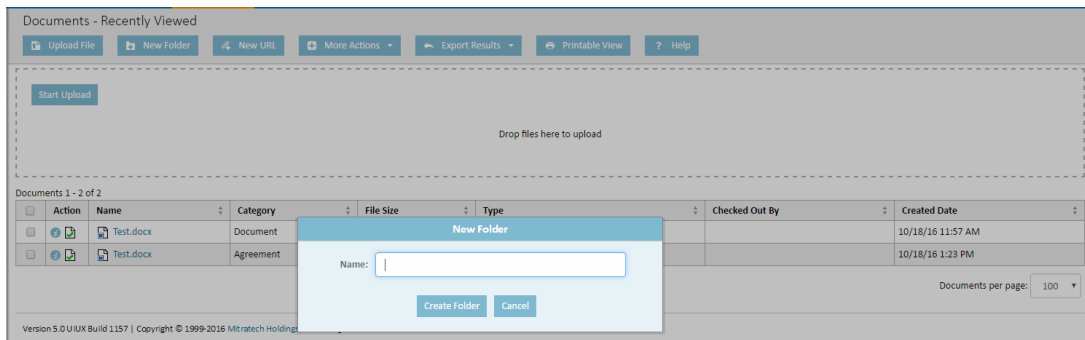 Documents - Recently Viewed
Upload File New Folder New URL More Actions Export Results Printable View ? Help
Start Upload
Drop files here to upload
Documents 1 - 2 of 2
Action Name Category File Size Type Checked Out By Created Date
Test.docx Document 10/18/16 11:57 AM
Test.docx Agreement 10/18/16 1:23 PM
New Folder
Name:
Create Folder Cancel
Documents per page: 100
Version 5.0 UIUX Build 1157 | Copyright © 1999-2016 Mitratech Holdings